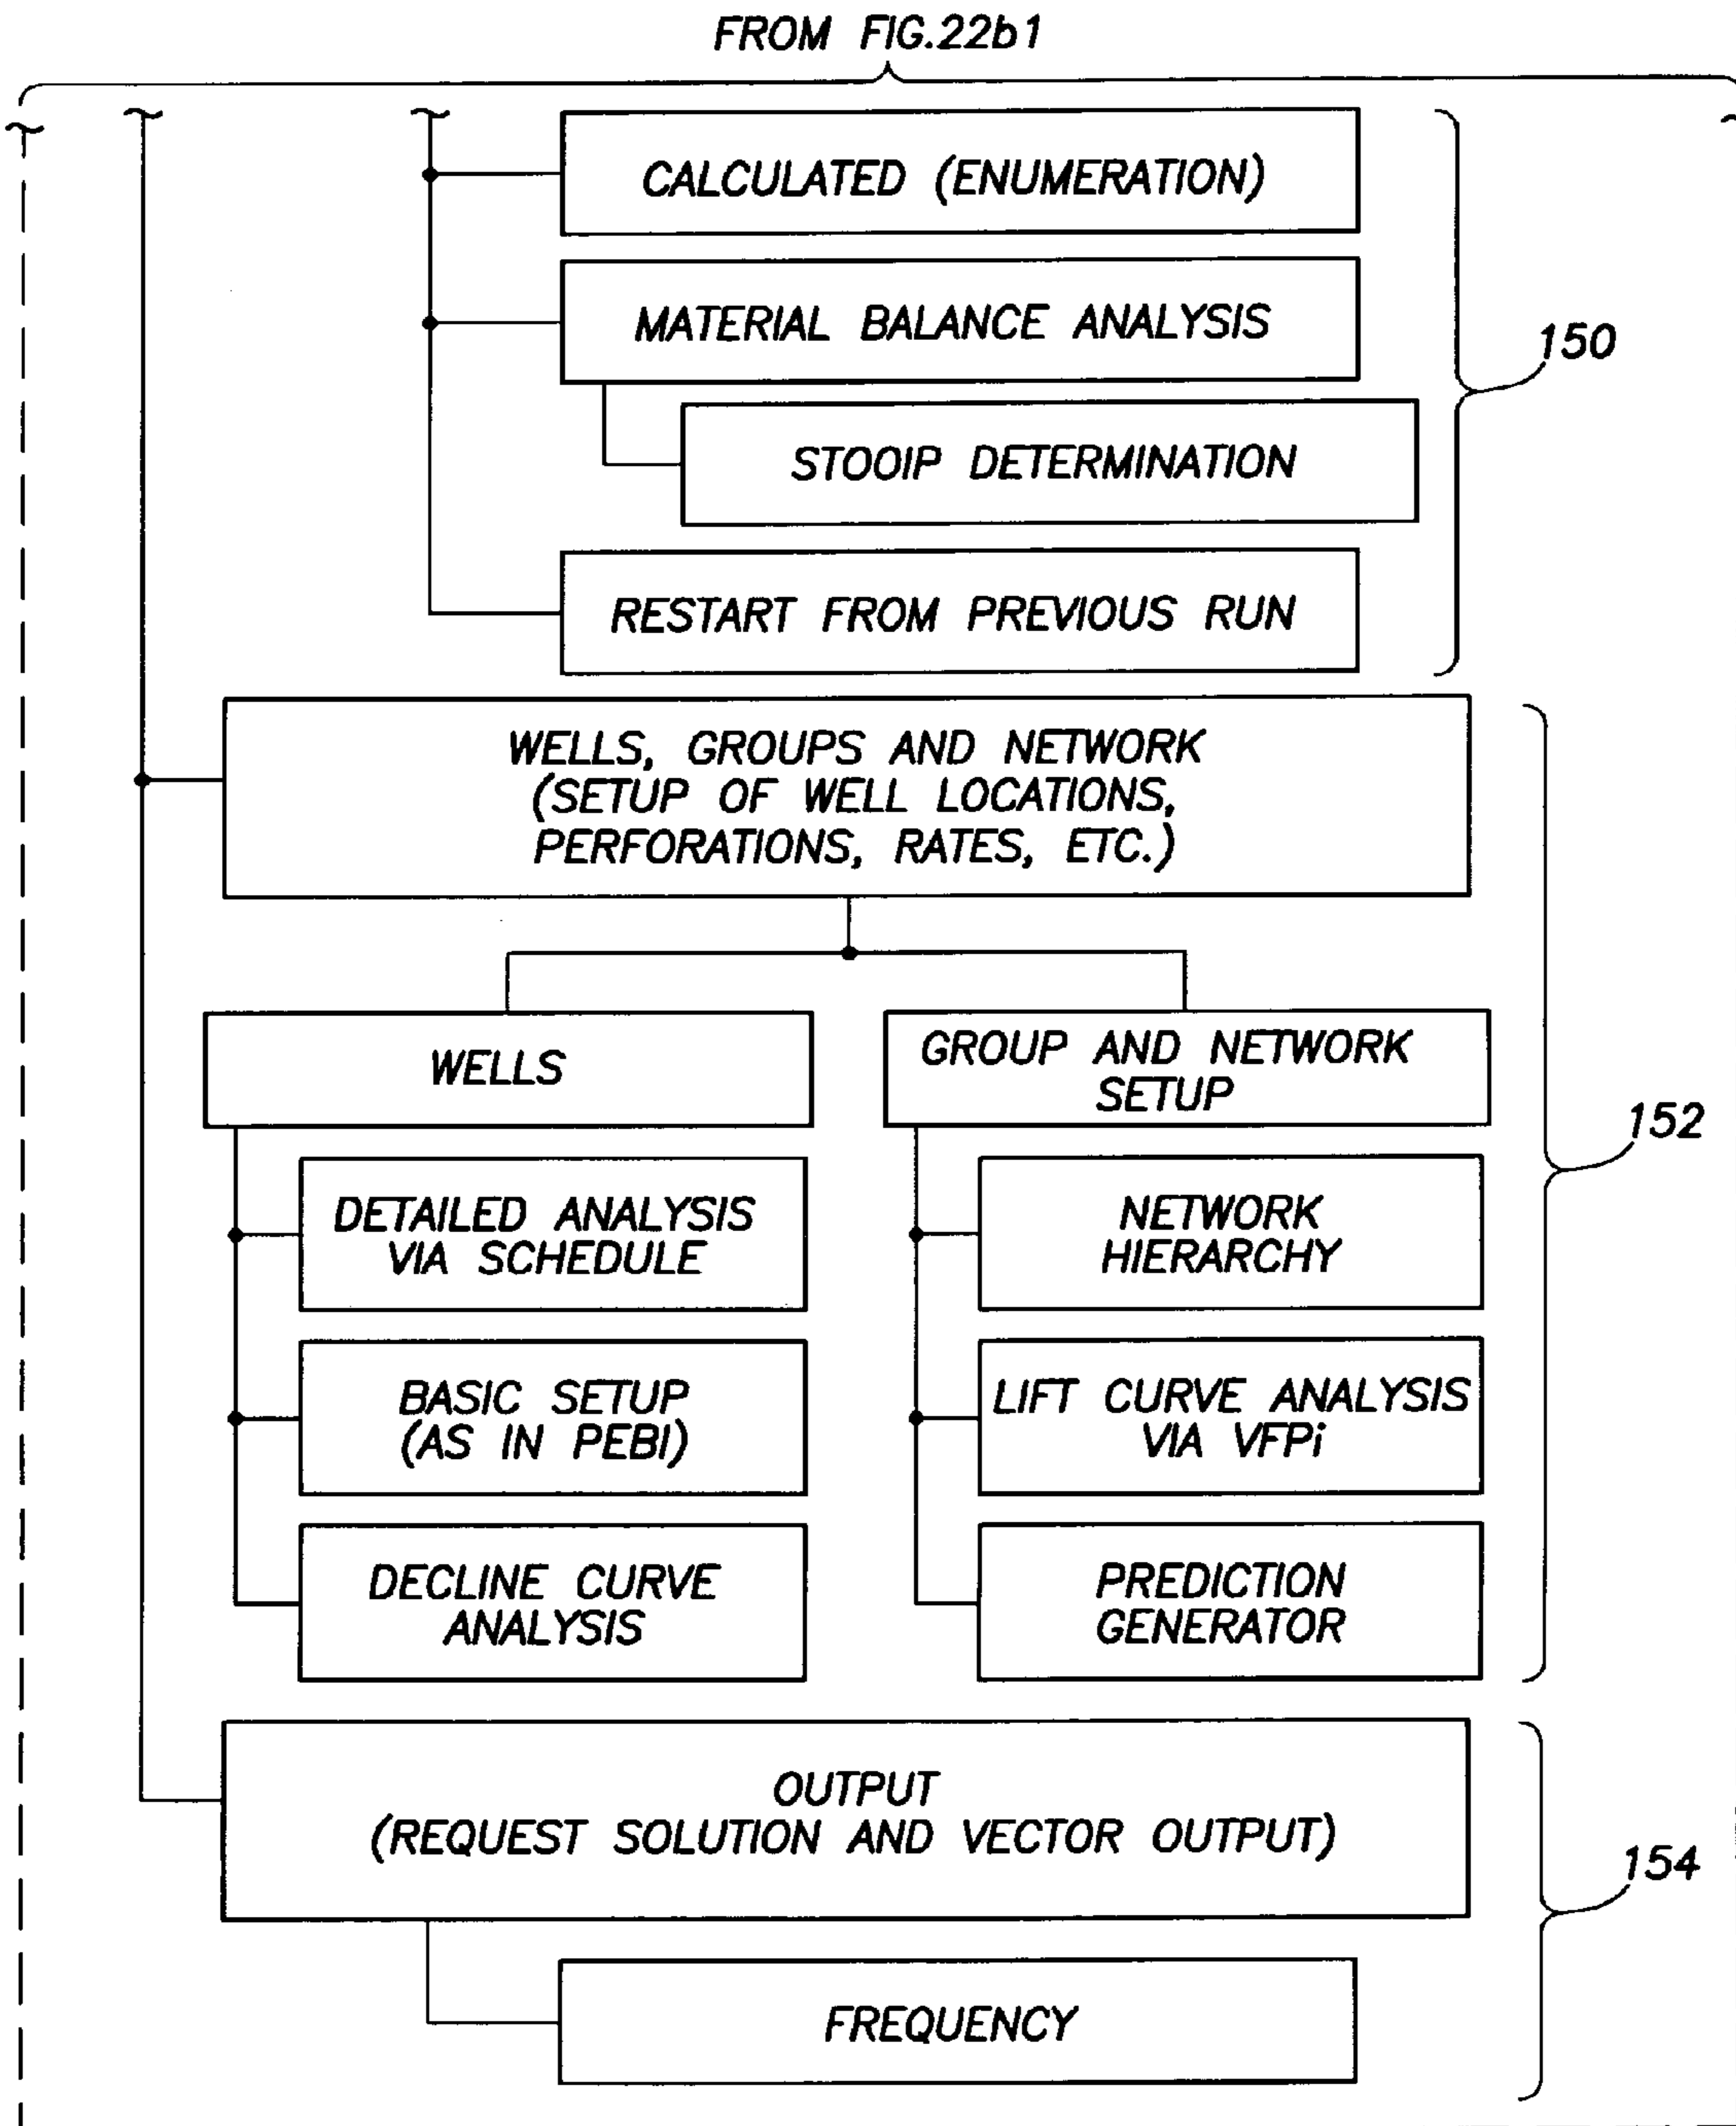 FROM FIG.22b1
CALCULATED (ENUMERATION)
MATERIAL BALANCE ANALYSIS
150
STOOIP DETERMINATION
RESTART FROM PREVIOUS RUN
WELLS, GROUPS AND NETWORK
(SETUP OF WELL LOCATIONS,
PERFORATIONS, RATES, ETC.)
WELLS
GROUP AND NETWORK
SETUP
152
DETAILED ANALYSIS
VIA SCHEDULE
NETWORK
HIERARCHY
BASIC SETUP
(AS IN PEBI)
LIFT CURVE ANALYSIS
VIA VFPi
DECLINE CURVE
ANALYSIS
PREDICTION
GENERATOR
OUTPUT
(REQUEST SOLUTION AND VECTOR OUTPUT)
154
FREQUENCY